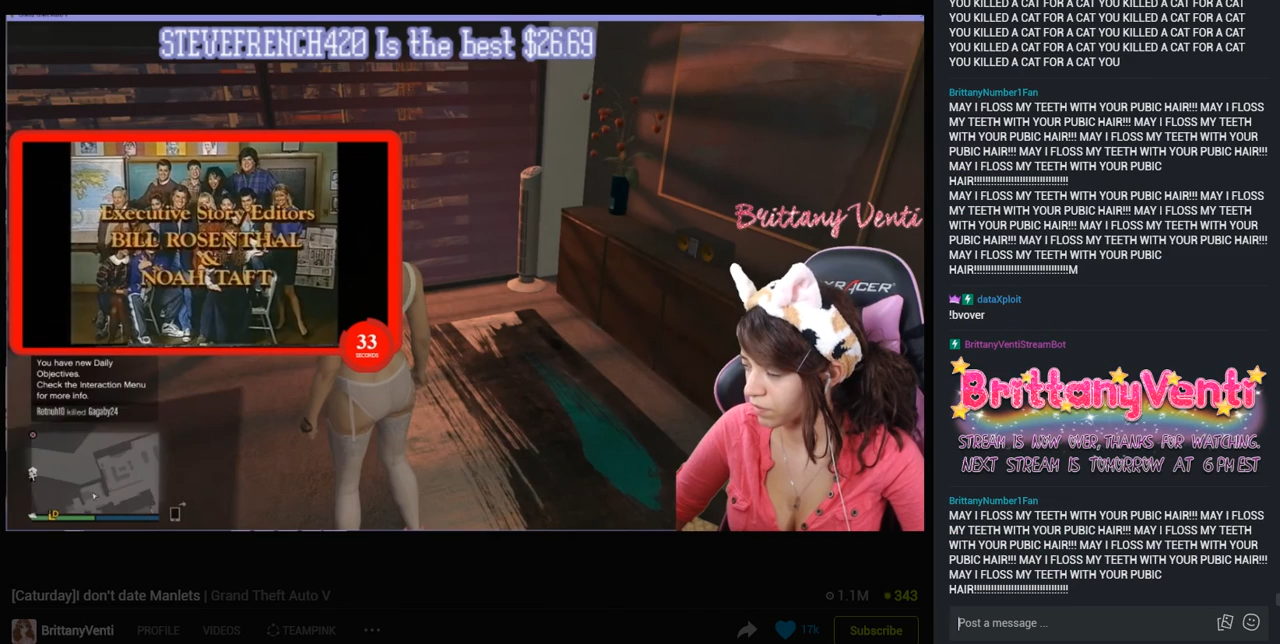 STEVEFRENCH420 Is the best $26.69
Executive Story Editors
BILL ROSENTHAL
&
NOAH TAFT
33
SECONDS
You have new Daily
Objectives.
Check the Interaction Menu
for more info.
Retnuh10 killed Gagaby24
Brittany Venti
XRACER
[Caturday]I don't date Manlets | Grand Theft Auto V
1.1M
343
BrittanyVenti
PROFILE
VIDEOS
TEAMPINK
17k
Subscribe
YOU KILLED A CAT FOR A CAT YOU KILLED A CAT FOR A CAT
YOU KILLED A CAT FOR A CAT YOU KILLED A CAT FOR A CAT
YOU KILLED A CAT FOR A CAT YOU KILLED A CAT FOR A CAT
YOU KILLED A CAT FOR A CAT YOU KILLED A CAT FOR A CAT
YOU KILLED A CAT FOR A CAT YOU
BrittanyNumber1Fan
MAY I FLOSS MY TEETH WITH YOUR PUBIC HAIR!!! MAY I FLOSS
MY TEETH WITH YOUR PUBIC HAIR!!! MAY I FLOSS MY TEETH
WITH YOUR PUBIC HAIR!!! MAY I FLOSS MY TEETH WITH YOUR
PUBIC HAIR!!! MAY I FLOSS MY TEETH WITH YOUR PUBIC HAIR!!!
MAY I FLOSS MY TEETH WITH YOUR PUBIC
HAIR!!!!!!!!!!!!!!!!!!!!!!!!!!!!!!!!!!
MAY I FLOSS MY TEETH WITH YOUR PUBIC HAIR!!! MAY I FLOSS
MY TEETH WITH YOUR PUBIC HAIR!!! MAY I FLOSS MY TEETH
WITH YOUR PUBIC HAIR!!! MAY I FLOSS MY TEETH WITH YOUR
PUBIC HAIR!!! MAY I FLOSS MY TEETH WITH YOUR PUBIC HAIR!!!
MAY I FLOSS MY TEETH WITH YOUR PUBIC
HAIR!!!!!!!!!!!!!!!!!!!!!!!!!!!!!!!!!!M
dataXploit
!bvover
BrittanyVentiStreamBot
BrittanyVenti
STREAM IS NOW OVER, THANKS FOR WATCHING.
NEXT STREAM IS TOMORROW AT 6 PM EST
BrittanyNumber1Fan
MAY I FLOSS MY TEETH WITH YOUR PUBIC HAIR!!! MAY I FLOSS
MY TEETH WITH YOUR PUBIC HAIR!!! MAY I FLOSS MY TEETH
WITH YOUR PUBIC HAIR!!! MAY I FLOSS MY TEETH WITH YOUR
PUBIC HAIR!!! MAY I FLOSS MY TEETH WITH YOUR PUBIC HAIR!!!
MAY I FLOSS MY TEETH WITH YOUR PUBIC
HAIR!!!!!!!!!!!!!!!!!!!!!!!!!!!!!!!!!!
Post a message ...